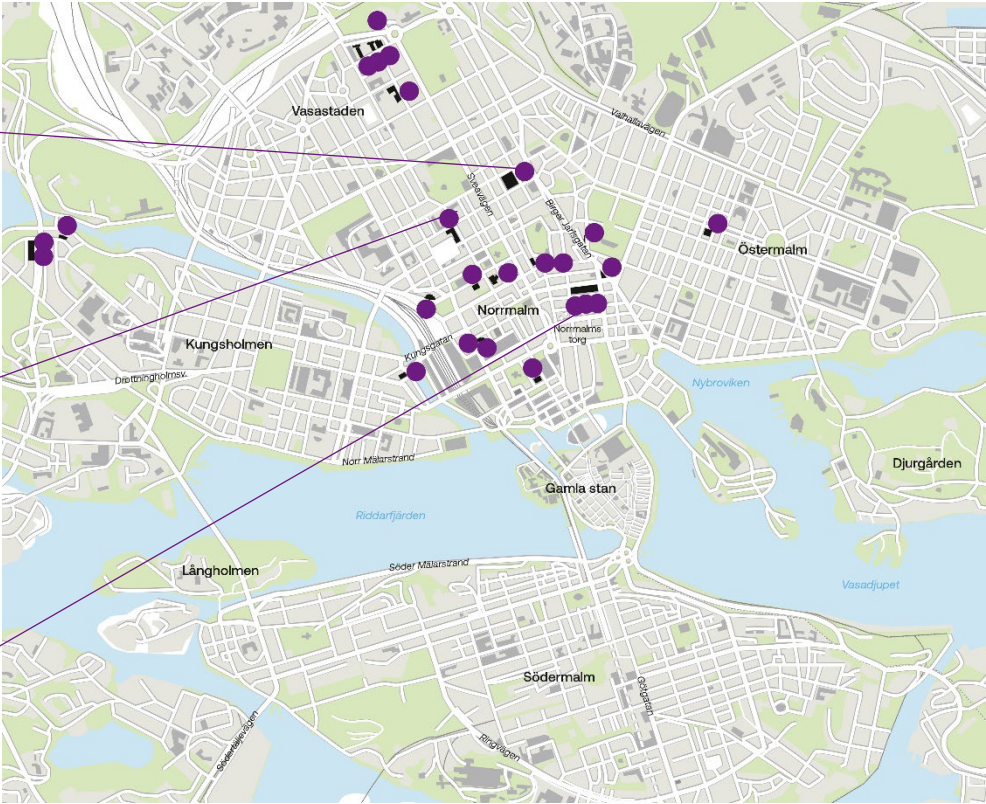 Vasastaden
Valhallavägen
Sveavägen
Birger Jarlsgatan
Östermalm
Norrmalm
Norrmalms
torg
Kungsgatan
Kungsholmen
Drottningholmsv.
Nybroviken
Norr Mälarstrand
Djurgården
Gamla stan
Riddarfjärden
Långholmen
Söder Mälarstrand
Vasadjupet
Södermalm
Götgatan
Södertäljevägen
Ringvägen